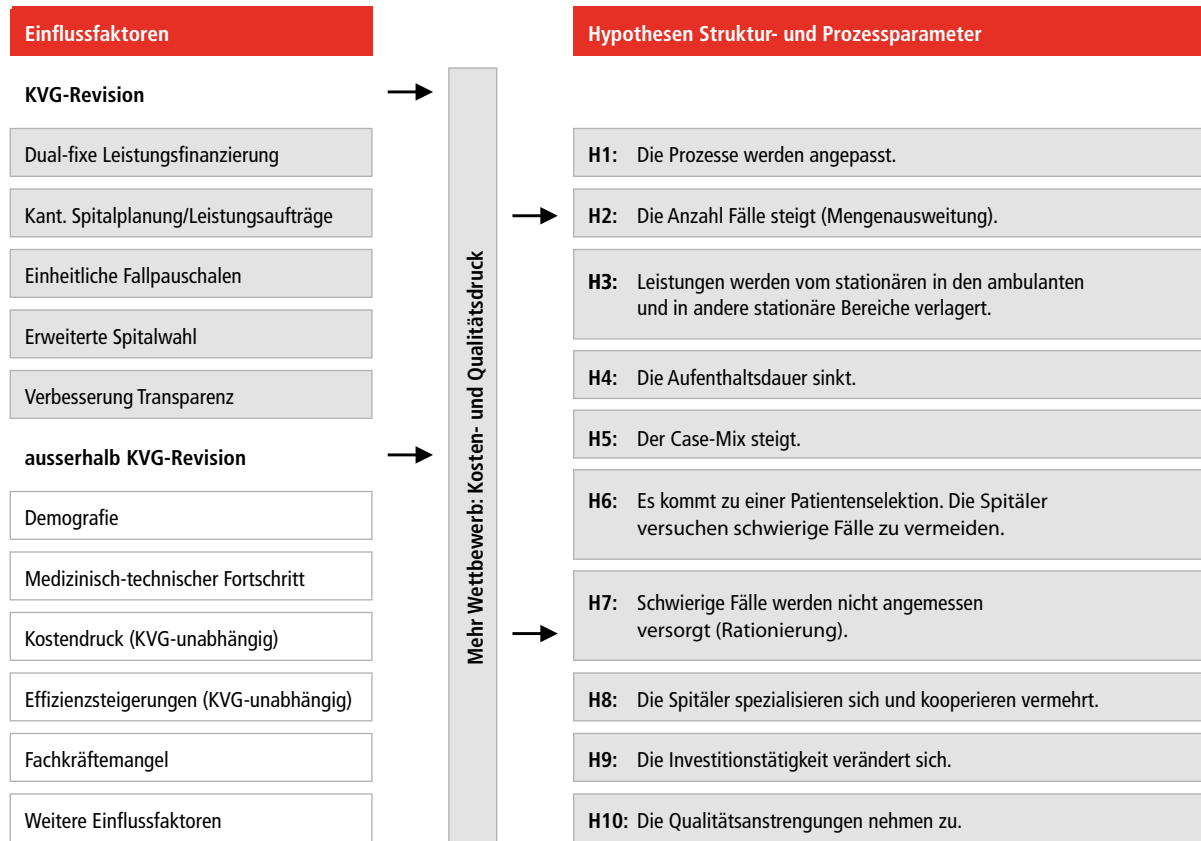 Einflussfaktoren
KVG-Revision
Dual-fixe Leistungsfinanzierung
Kant. Spitalplanung/Leistungsaufträge
Einheitliche Fallpauschalen
Erweiterte Spitalwahl
Verbesserung Transparenz
ausserhalb KVG-Revision
Demografie
Medizinisch-technischer Fortschritt
Kostendruck (KVG-unabhängig)
Effizienzsteigerungen (KVG-unabhängig)
Fachkräftemangel
Weitere Einflussfaktoren
Mehr Wettbewerb: Kosten- und Qualitätsdruck
Hypothesen Struktur- und Prozessparameter
H1: Die Prozesse werden angepasst.
H2: Die Anzahl Fälle steigt (Mengenausweitung).
H3: Leistungen werden vom stationären in den ambulanten
und in andere stationäre Bereiche verlagert.
H4: Die Aufenthaltsdauer sinkt.
H5: Der Case-Mix steigt.
H6: Es kommt zu einer Patientenselektion. Die Spitäler
versuchen schwierige Fälle zu vermeiden.
H7: Schwierige Fälle werden nicht angemessen
versorgt (Rationierung).
H8: Die Spitäler spezialisieren sich und kooperieren vermehrt.
H9: Die Investitionstätigkeit verändert sich.
H10: Die Qualitätsanstrengungen nehmen zu.